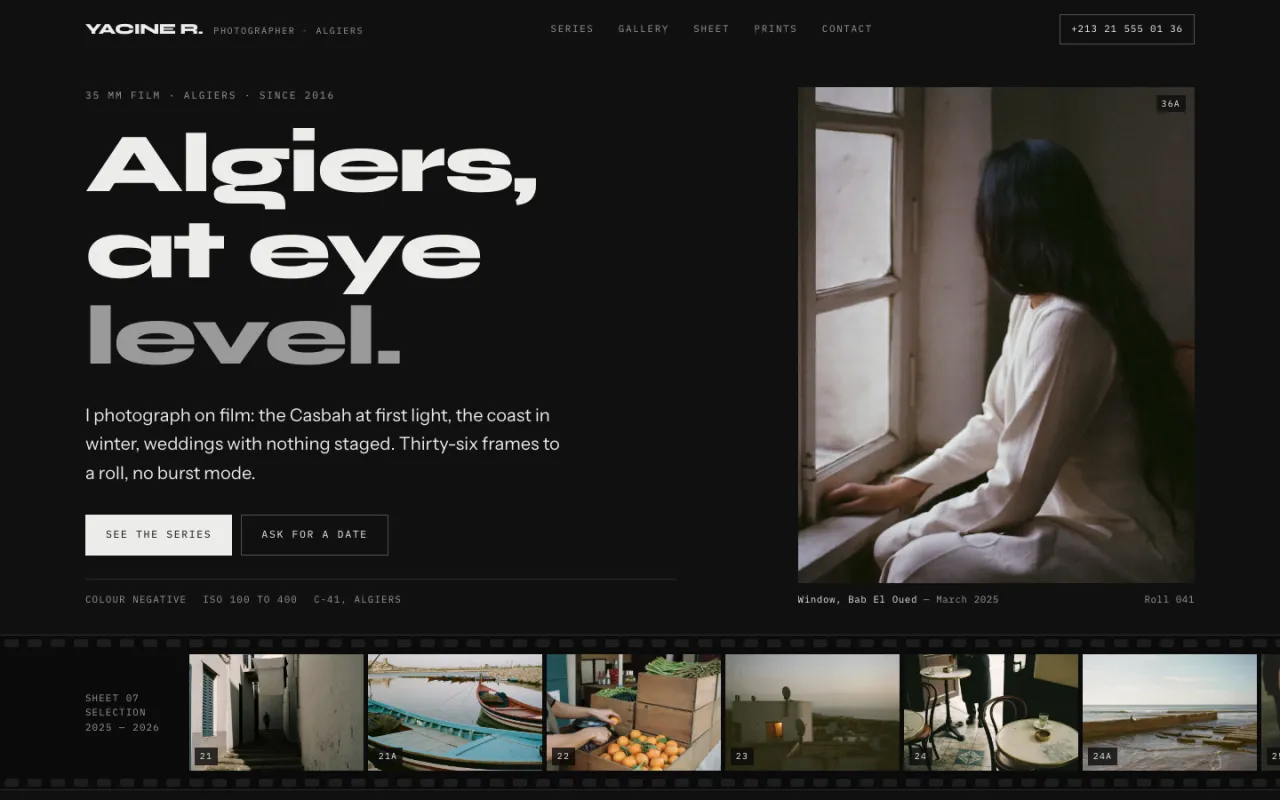 YACINE R. PHOTOGRAPHER · ALGIERS
SERIES GALLERY SHEET PRINTS CONTACT
+213 21 555 01 36
35 MM FILM · ALGIERS · SINCE 2016
Algiers,
at eye
level.
I photograph on film: the Casbah at first light, the coast in
winter, weddings with nothing staged. Thirty-six frames to
a roll, no burst mode.
SEE THE SERIES
ASK FOR A DATE
COLOUR NEGATIVE ISO 100 TO 400 C-41, ALGIERS
36A
Window, Bab El Oued — March 2025
Roll 041
SHEET 07
SELECTION
2025 — 2026
21
21A
22
23
24
24A